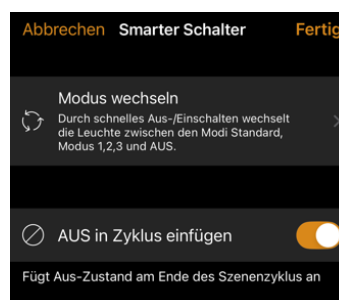 Abbrechen Smarter Schalter Fertig
Modus wechseln
Durch schnelles Aus-/Einschalten wechselt
die Leuchte zwischen den Modi Standard,
Modus 1,2,3 und AUS.
AUS in Zyklus einfügen
Fügt Aus-Zustand am Ende des Szenenzyklus an